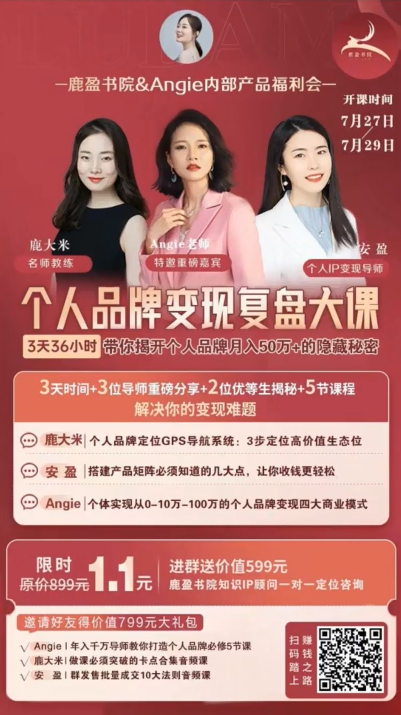 鹿盈书院
鹿盈书院&Angie内部产品福利会
开课时间
7月27日
7月29日
鹿大米
名师教练
Angie老师
特邀重磅嘉宾
安 盈
个人IP变现导师
个人品牌变现复盘大课
3天36小时 带你揭开个人品牌月入50万+的隐藏秘密
3天时间+3位导师重磅分享+2位优等生揭秘+5节课程
解决你的变现难题
鹿大米 个人品牌定位GPS导航系统:3步定位高价值生态位
安 盈 搭建产品矩阵必须知道的几大点,让你收钱更轻松
Angie 个体实现从0-10万-100万的个人品牌变现四大商业模式
限时
原价899元
1.1元
进群送价值599元
鹿盈书院知识IP顾问一对一定位咨询
邀请好友得价值799元大礼包
Angie | 年入千万导师教你打造个人品牌必修5节课
鹿大米 | 做课必须突破的卡点合集音频课
安 盈 | 群发售批量成交10大法则音频课
扫码踏上
赚钱之路